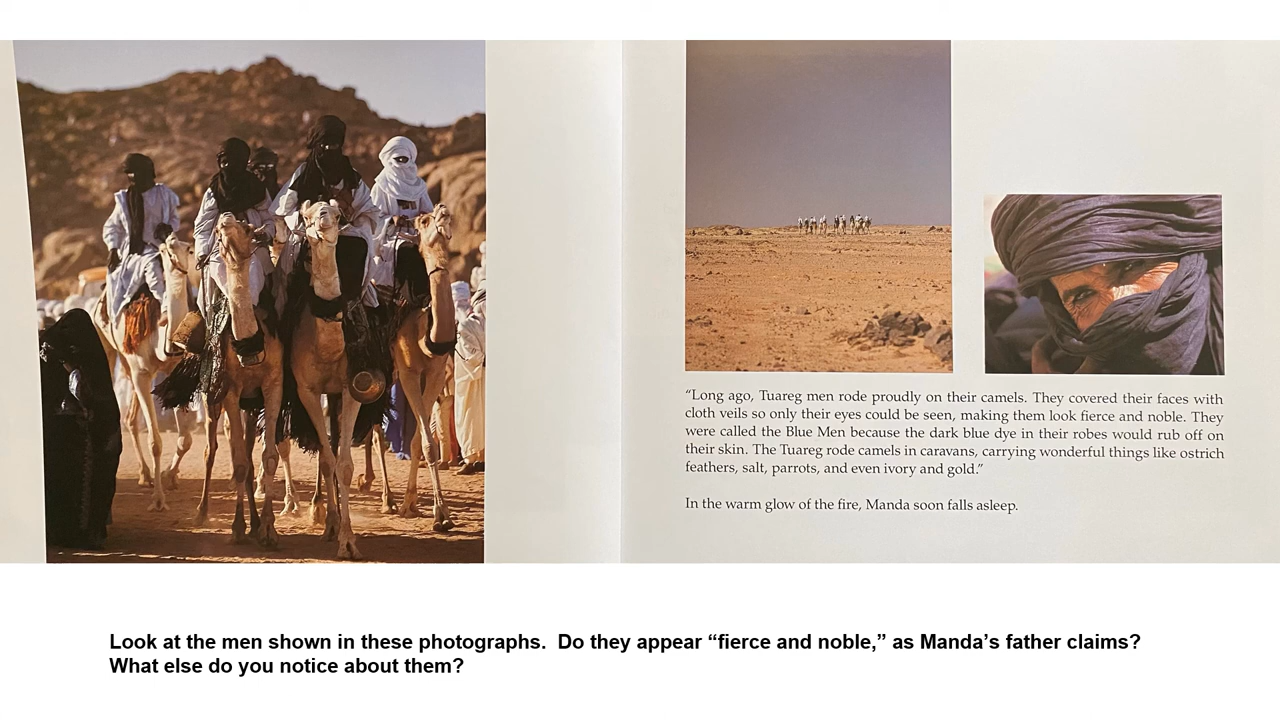 “Long ago, Tuareg men rode proudly on their camels. They covered their faces with
cloth veils so only their eyes could be seen, making them look fierce and noble. They
were called the Blue Men because the dark blue dye in their robes would rub off on
their skin. The Tuareg rode camels in caravans, carrying wonderful things like ostrich
feathers, salt, parrots, and even ivory and gold.”
In the warm glow of the fire, Manda soon falls asleep.
Look at the men shown in these photographs.  Do they appear “fierce and noble,” as Manda’s father claims?
What else do you notice about them?